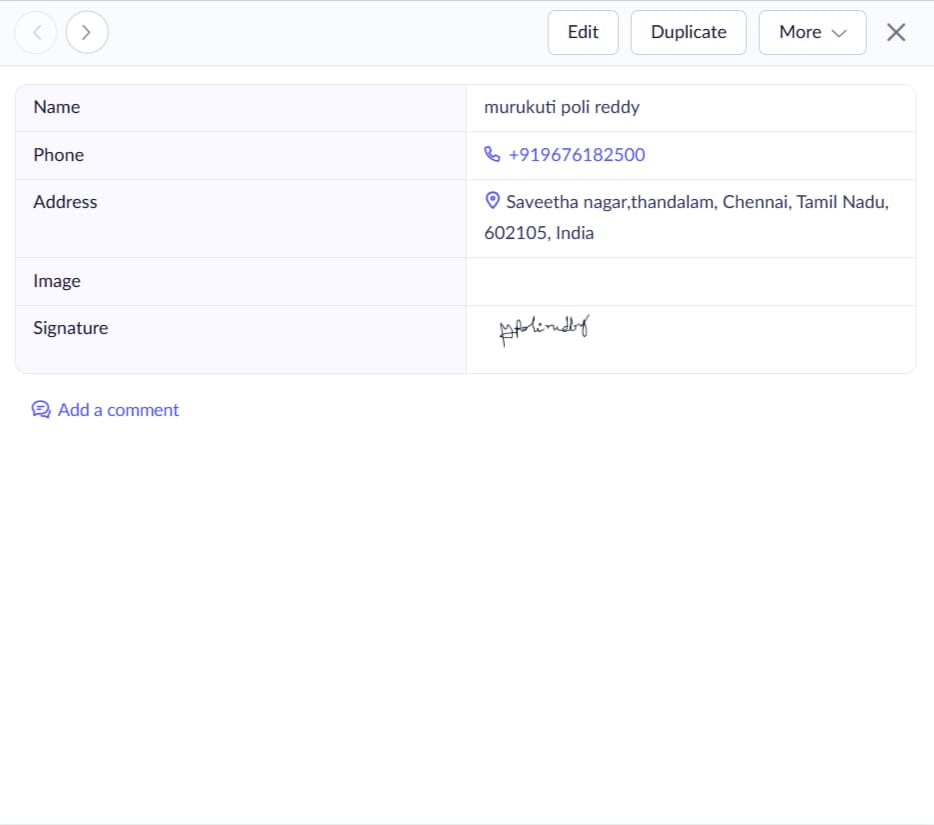 Edit Duplicate More
Name murukuti poli reddy
Phone +919676182500
Address Saveetha nagar,thandalam, Chennai, Tamil Nadu,
602105, India
Image
Signature
Add a comment